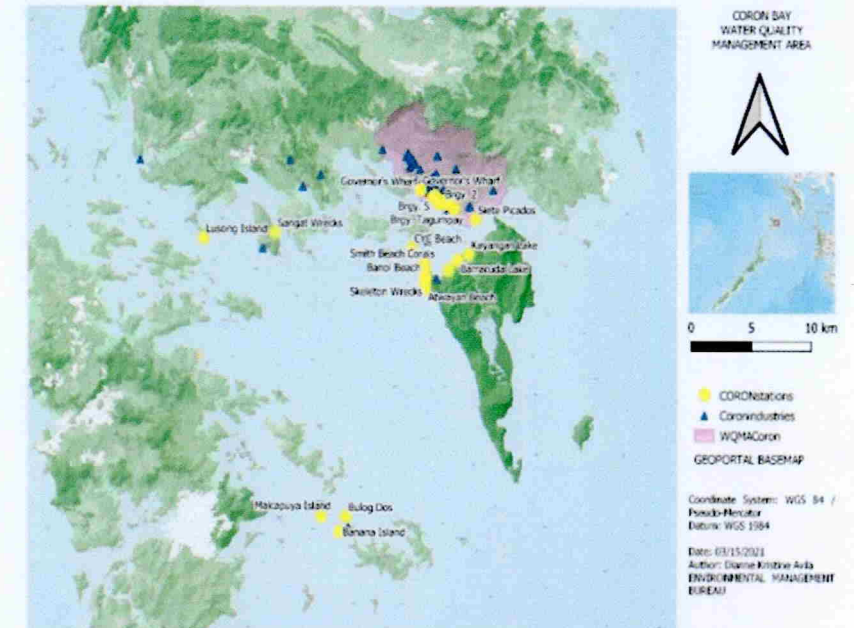 CORON BAY
WATER QUALITY
MANAGEMENT AREA
Governor's Wharf
Governor's Wharf
Brgy. 2
Brgy. 5
Siete Picados
Brgy. Tagumpay
Lusong Island
Sangat Wrecks
CYC Beach
Kayangan Lake
Smith Beach Corals
Banol Beach
Barracuda Lake
Skeleton Wrecks
Atwayan Beach
0 5 10 km
CORONstations
Coronindustries
WQMACoron
GEOPORTAL BASEMAP
Malcapuya Island
Bulog Dos
Banana Island
Coordinate System: WGS 84 /
Pseudo-Mercator
Datum: WGS 1984
Date: 03/15/2021
Author: Dianne Kristine Avila
ENVIRONMENTAL MANAGEMENT
BUREAU